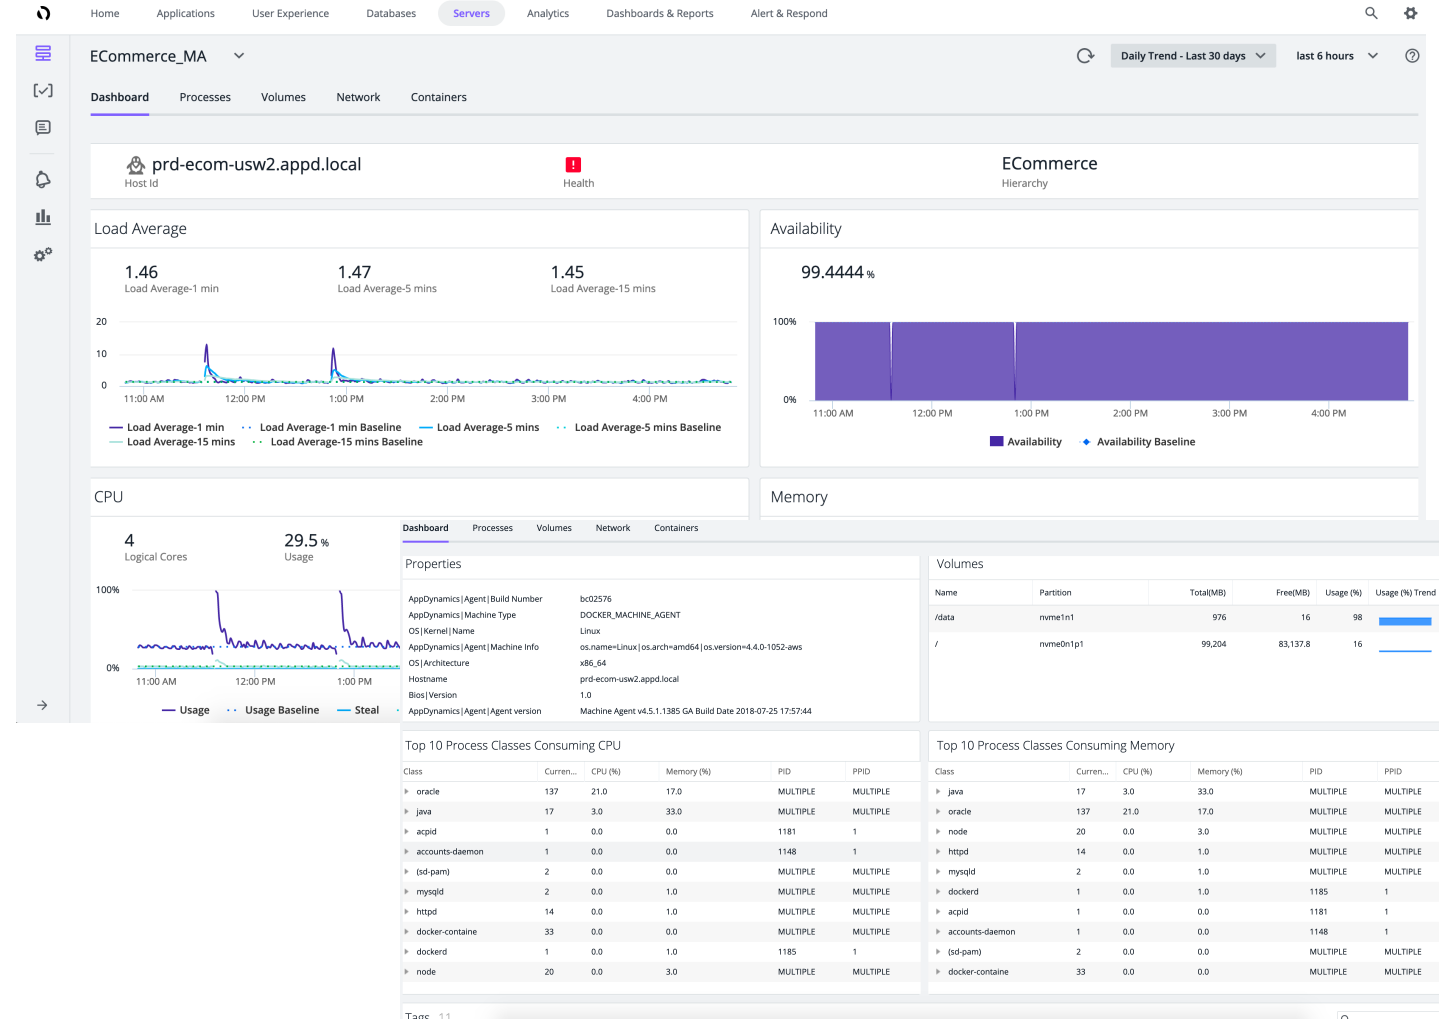 Home Applications User Experience Databases Servers Analytics Dashboards & Reports Alert & Respond
ECommerce_MA Daily Trend - Last 30 days last 6 hours
Dashboard Processes Volumes Network Containers
prd-ecom-usw2.appd.local ECommerce
Host Id Health Hierarchy
Load Average
1.46 1.47 1.45
Load Average-1 min Load Average-5 mins Load Average-15 mins
20
10
0
11:00 AM 12:00 PM 1:00 PM 2:00 PM 3:00 PM 4:00 PM
Load Average-1 min Load Average-1 min Baseline Load Average-5 mins Load Average-5 mins Baseline
Load Average-15 mins Load Average-15 mins Baseline
Availability
99.4444 %
100%
0%
11:00 AM 12:00 PM 1:00 PM 2:00 PM 3:00 PM 4:00 PM
Availability Availability Baseline
CPU
4 29.5 %
Logical Cores Usage
100%
0%
11:00 AM 12:00 PM 1:00 PM
Usage Usage Baseline Steal
Memory
Dashboard Processes Volumes Network Containers
Properties
AppDynamics|Agent|Build Number bc02576
AppDynamics|Machine Type DOCKER_MACHINE_AGENT
OS|Kernel|Name Linux
AppDynamics|Agent|Machine Info os.name=Linux|os.arch=amd64|os.version=4.4.0-1052-aws
OS|Architecture x86_64
Hostname prd-ecom-usw2.appd.local
Bios|Version 1.0
AppDynamics|Agent|Agent version Machine Agent v4.5.1.1385 GA Build Date 2018-07-25 17:57:44
Volumes
Name Partition Total(MB) Free(MB) Usage (%) Usage (%) Trend
/data nvme1n1 976 16 98
/ nvme0n1p1 99,204 83,137.8 16
Top 10 Process Classes Consuming CPU
Class Curren... CPU (%) Memory (%) PID PPID
oracle 137 21.0 17.0 MULTIPLE MULTIPLE
java 17 3.0 33.0 MULTIPLE MULTIPLE
acpid 1 0.0 0.0 1181 1
accounts-daemon 1 0.0 0.0 1148 1
(sd-pam) 2 0.0 0.0 MULTIPLE MULTIPLE
mysqld 2 0.0 1.0 MULTIPLE MULTIPLE
httpd 14 0.0 1.0 MULTIPLE MULTIPLE
docker-containe 33 0.0 0.0 MULTIPLE MULTIPLE
dockerd 1 0.0 1.0 1185 1
node 20 0.0 3.0 MULTIPLE MULTIPLE
Top 10 Process Classes Consuming Memory
Class Curren... CPU (%) Memory (%) PID PPID
java 17 3.0 33.0 MULTIPLE MULTIPLE
oracle 137 21.0 17.0 MULTIPLE MULTIPLE
node 20 0.0 3.0 MULTIPLE MULTIPLE
httpd 14 0.0 1.0 MULTIPLE MULTIPLE
mysqld 2 0.0 1.0 MULTIPLE MULTIPLE
dockerd 1 0.0 1.0 1185 1
acpid 1 0.0 0.0 1181 1
accounts-daemon 1 0.0 0.0 1148 1
(sd-pam) 2 0.0 0.0 MULTIPLE MULTIPLE
docker-containe 33 0.0 0.0 MULTIPLE MULTIPLE
Tags 11